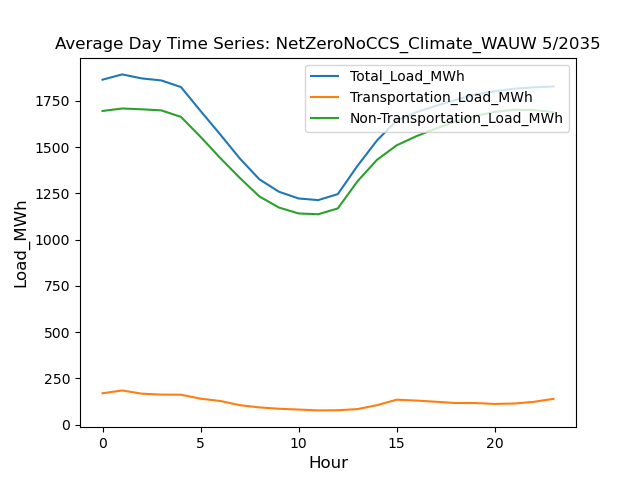 Average Day Time Series: NetZeroNoCCS_Climate_WAUW 5/2035
Total_Load_MWh
Transportation_Load_MWh
Non-Transportation_Load_MWh
Load_MWh
1750
1500
1250
1000
750
500
250
0
0 5 10 15 20
Hour